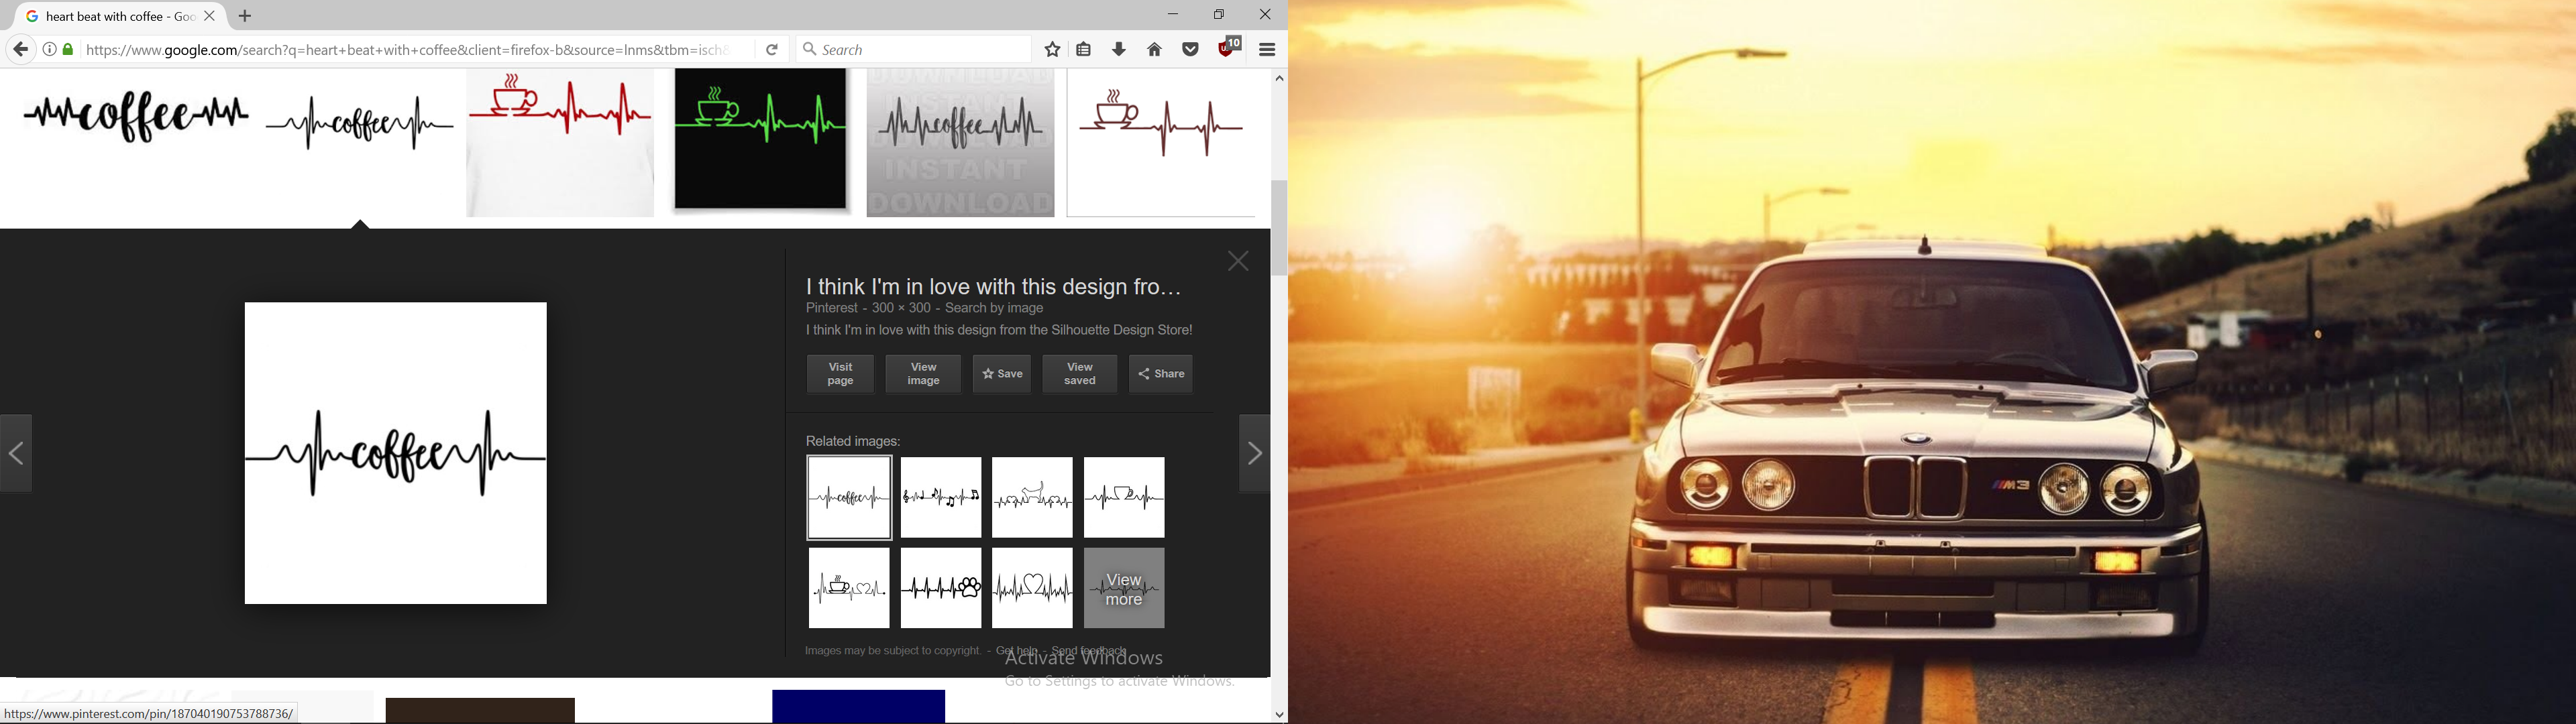 heart beat with coffee - Goo
https://www.google.com/search?q=heart+beat+with+coffee&client=firefox-b&source=lnms&tbm=isch&
Search
10
coffee
coffee
DOWNLOAD
INSTANT
DOWNLOAD
coffee
INSTANT
DOWNLOAD
I think I'm in love with this design fro...
Pinterest - 300 × 300 - Search by image
I think I'm in love with this design from the Silhouette Design Store!
Visit page
View image
Save
View saved
Share
coffee
Related images:
coffee
View more
Images may be subject to copyright. - Get help - Send feedback
Activate Windows
Go to Settings to activate Windows.
https://www.pinterest.com/pin/187040190753788736/
M3